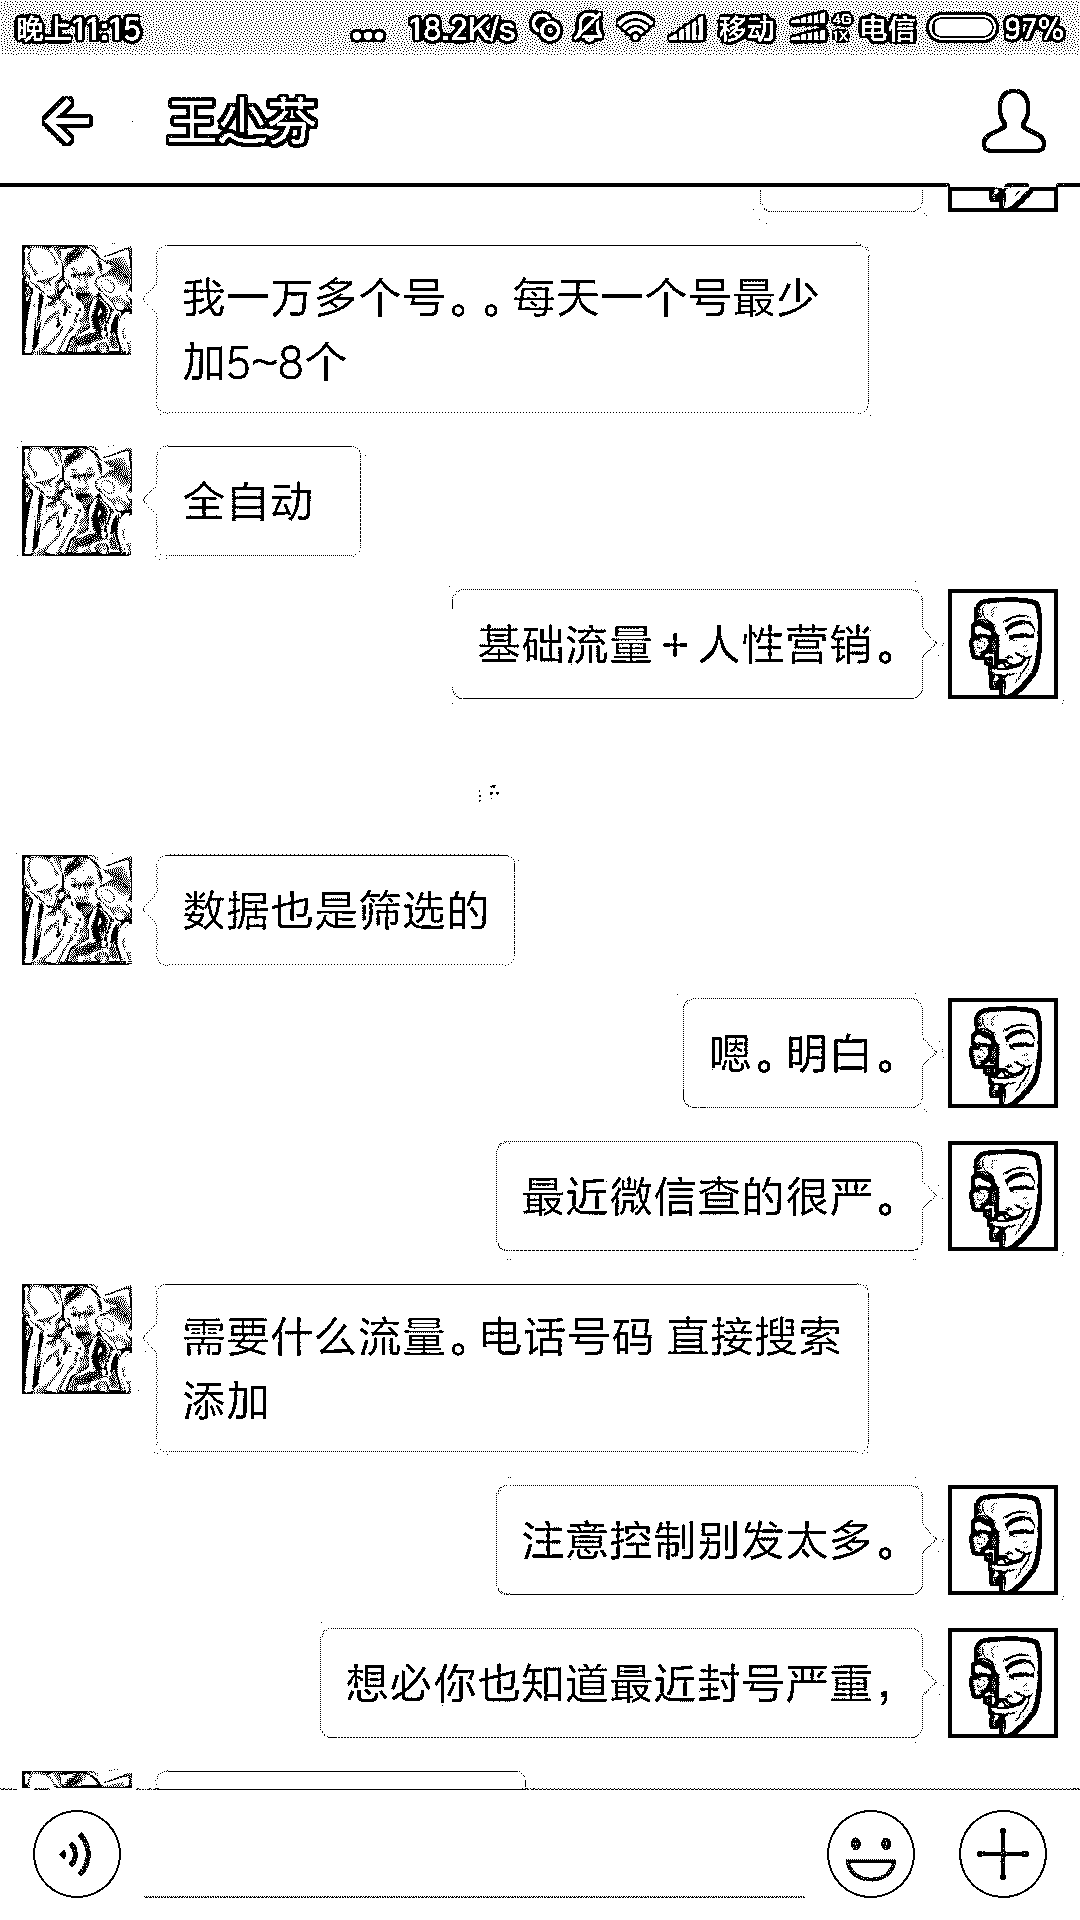 晚上11:15 ... 18.2K/s 移动 4G 1X 电信 97%
王小芬
我一万多个号。。每天一个号最少
加5~8个
全自动
基础流量+人性营销。
数据也是筛选的
嗯。明白。
最近微信查的很严。
需要什么流量。电话号码 直接搜索
添加
注意控制别发太多。
想必你也知道最近封号严重，